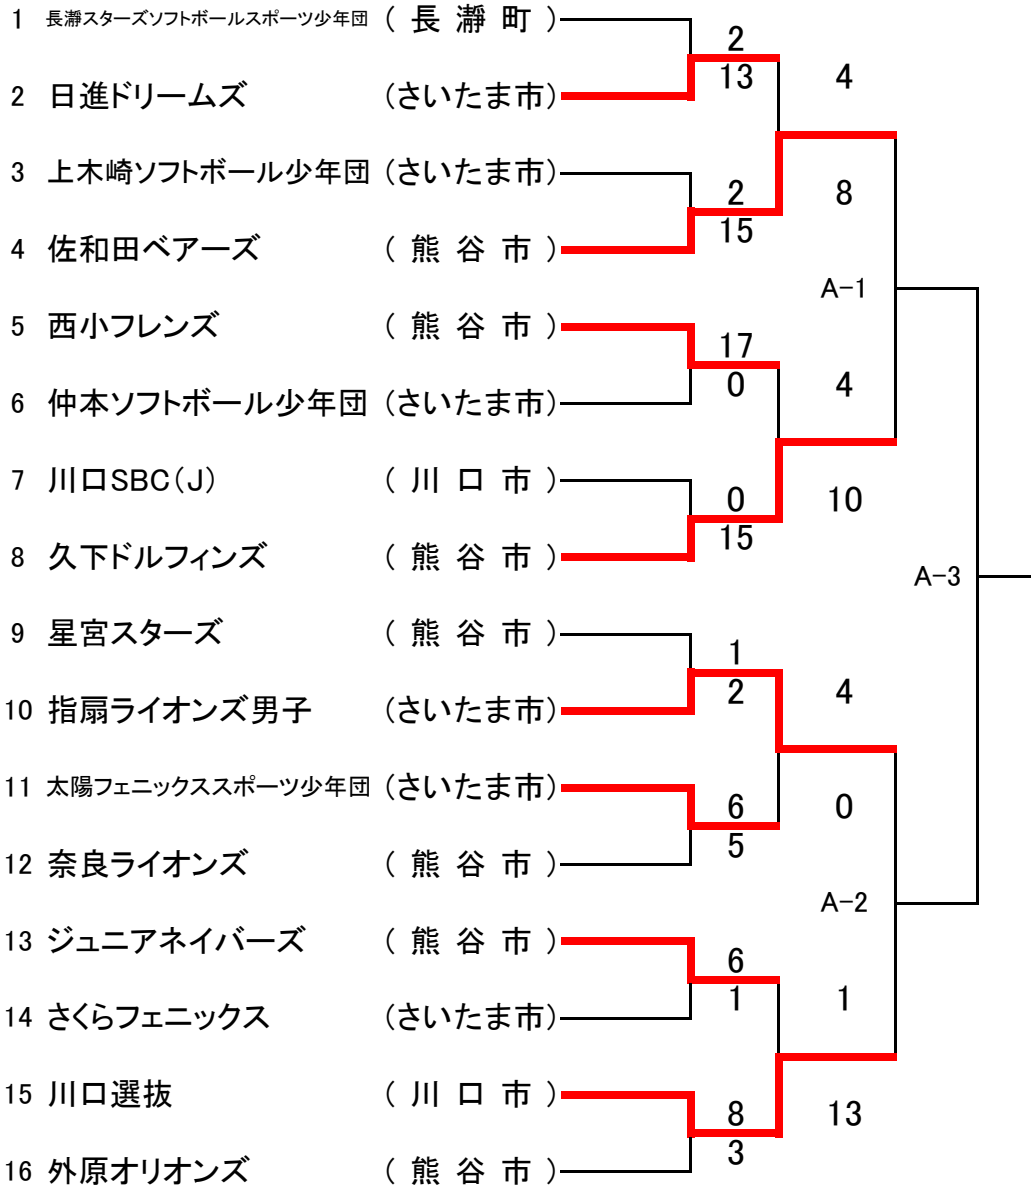 1 長瀞スターズソフトボールスポーツ少年団 ( 長 瀞 町 )
2
13
4
2 日進ドリームズ (さいたま市)
3 上木崎ソフトボール少年団 (さいたま市)
2
15
8
4 佐和田ベアーズ ( 熊 谷 市 )
A-1
5 西小フレンズ ( 熊 谷 市 )
17
0
4
6 仲本ソフトボール少年団 (さいたま市)
7 川口SBC(J) ( 川 口 市 )
0
15
10
8 久下ドルフィンズ ( 熊 谷 市 )
A-3
9 星宮スターズ ( 熊 谷 市 )
1
2
4
10 指扇ライオンズ男子 (さいたま市)
11 太陽フェニックススポーツ少年団 (さいたま市)
6
5
0
12 奈良ライオンズ ( 熊 谷 市 )
A-2
13 ジュニアネイバーズ ( 熊 谷 市 )
6
1
1
14 さくらフェニックス (さいたま市)
15 川口選抜 ( 川 口 市 )
8
3
13
16 外原オリオンズ ( 熊 谷 市 )